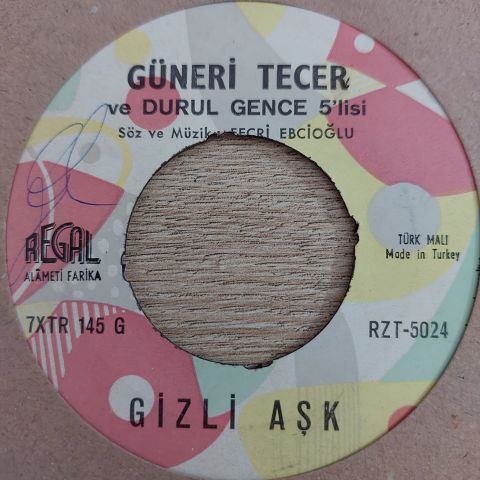 GÜNERİ TECER
ve DURUL GENCE 5'lisi
Söz ve Müzik: FECRİ EBCİOĞLU
REGAL
ALÂMETİ FARİKA
TÜRK MALI
Made in Turkey
7XTR 145 G
RZT-5024
GİZLİ AŞK